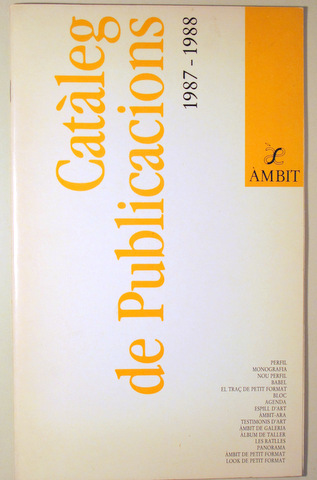 Catàleg
de Publicacions
1987-1988
ÀMBIT
PERFIL
MONOGRAFIA
NOU PERFIL
BABEL
EL TRAÇ DE PETIT FORMAT
BLOC
AGENDA
ESPILL D'ART
ÀMBIT-ARA
TESTIMONIS D'ART
ÀMBIT DE GALERIA
ÀLBUM DE TALLER
LES RATLLES
PANORAMA
ÀMBIT DE PETIT FORMAT
LOOK DE PETIT FORMAT